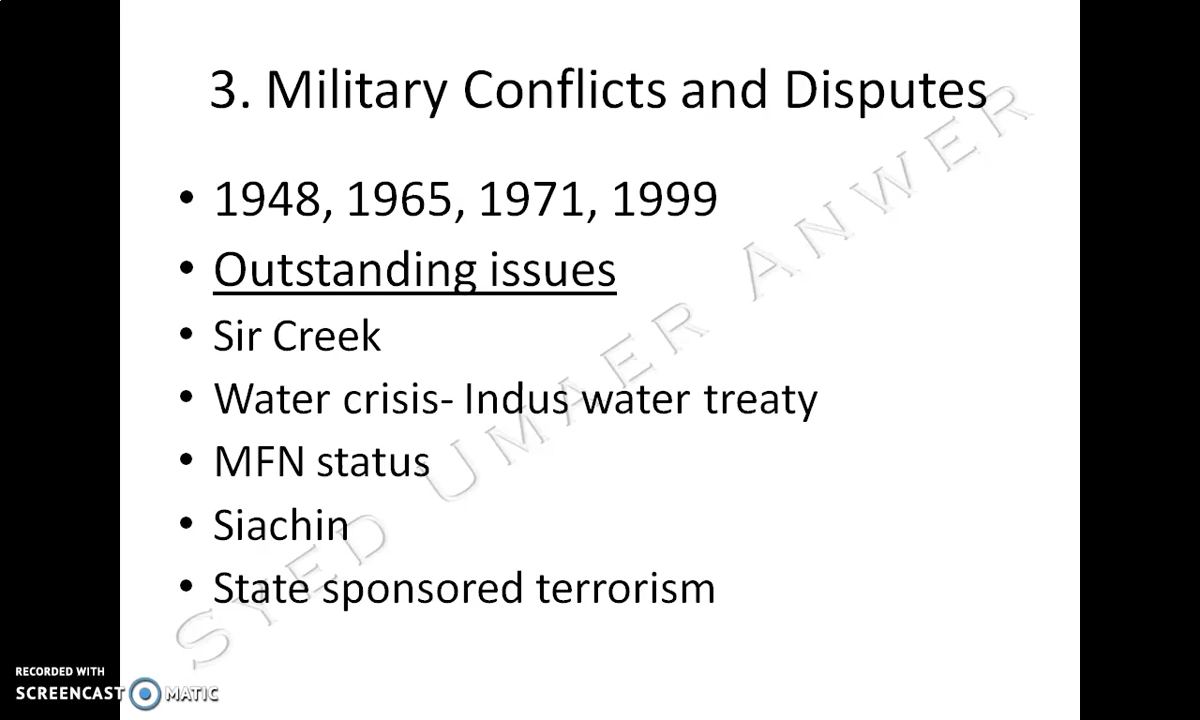 3. Military Conflicts and Disputes
• 1948, 1965, 1971, 1999
• Outstanding issues
• Sir Creek
• Water crisis- Indus water treaty
• MFN status
• Siachin
• State sponsored terrorism
SYED UMAER ANWER
RECORDED WITH
SCREENCAST MATIC